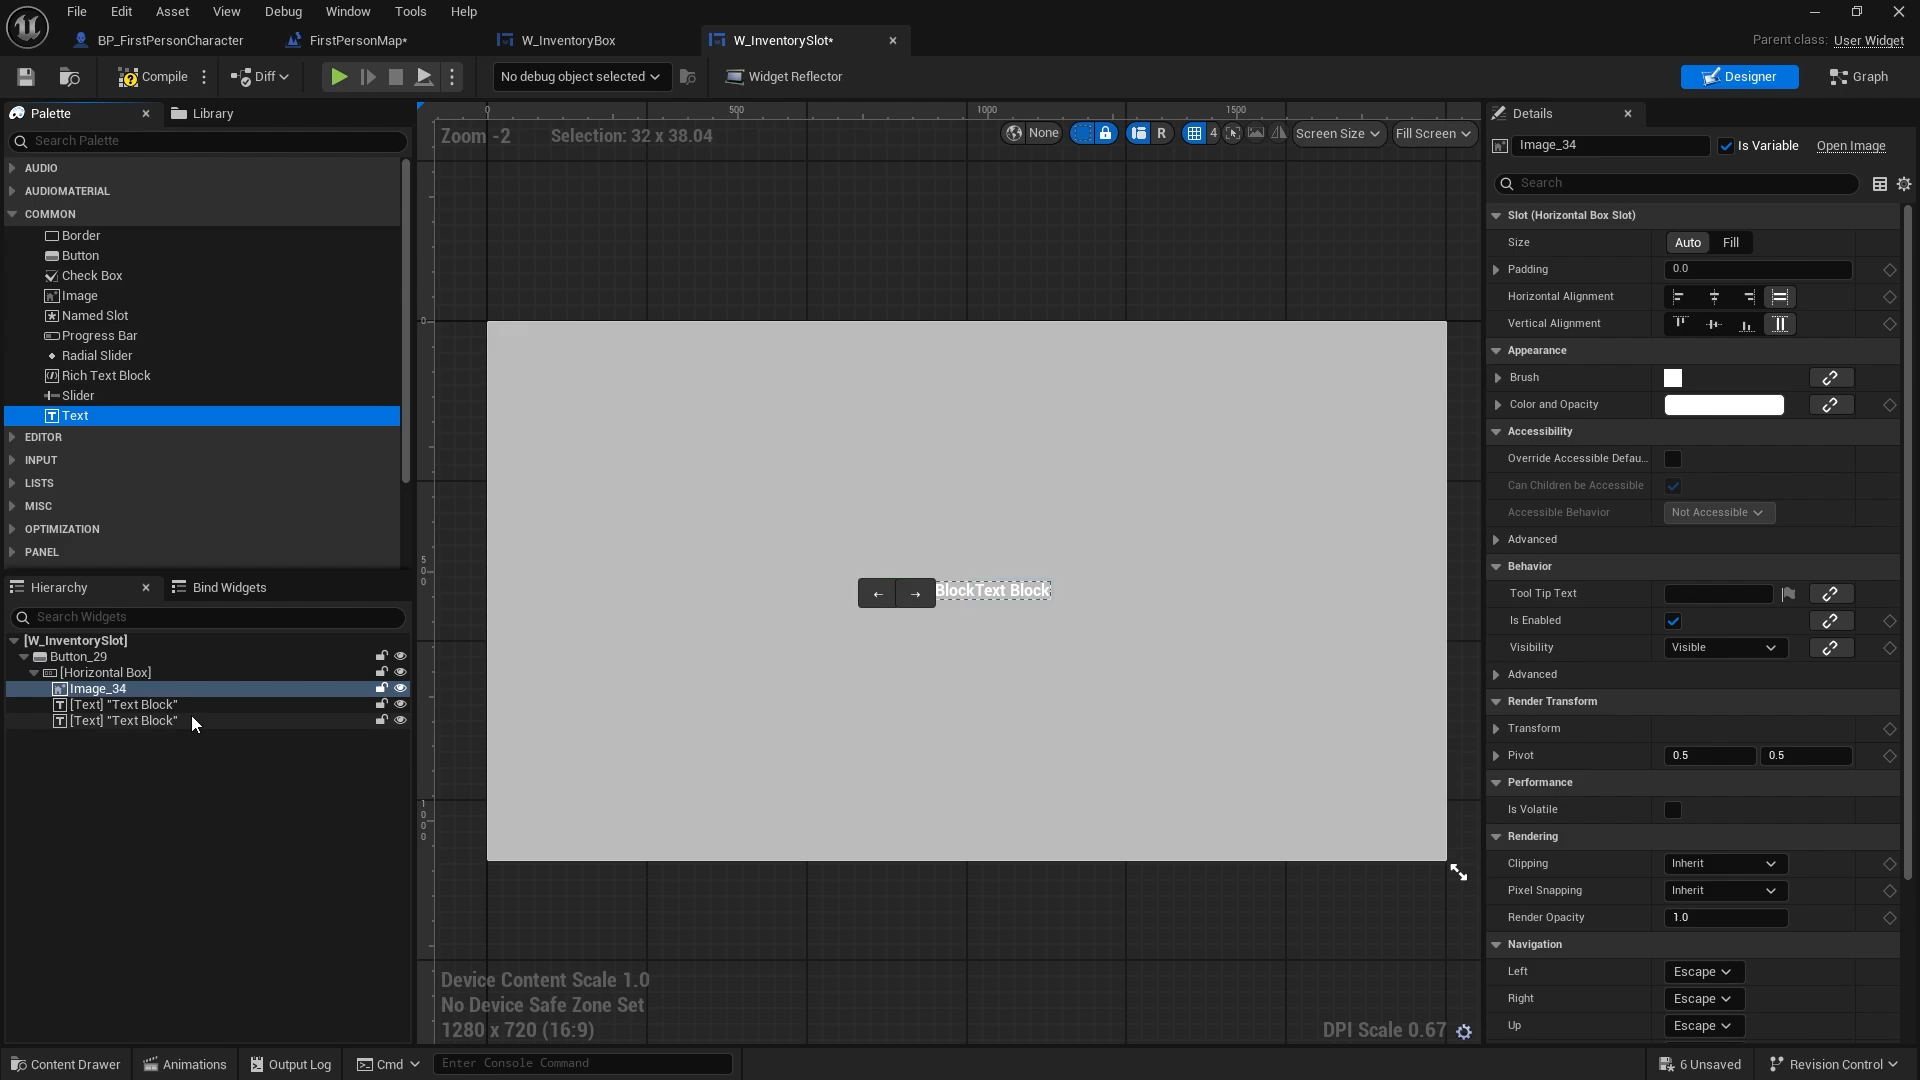 File Edit Asset View Debug Window Tools Help
BP_FirstPersonCharacter FirstPersonMap* W_InventoryBox W_InventorySlot*
Parent class: User Widget
Compile Diff No debug object selected Widget Reflector Designer Graph
Palette Library
Search Palette
AUDIO
AUDIOMATERIAL
COMMON
Border
Button
Check Box
Image
Named Slot
Progress Bar
Radial Slider
Rich Text Block
Slider
Text
EDITOR
INPUT
LISTS
MISC
OPTIMIZATION
PANEL
Hierarchy Bind Widgets
Search Widgets
[W_InventorySlot]
Button_29
[Horizontal Box]
Image_34
[Text] "Text Block"
[Text] "Text Block"
0 500 1000 1500
Zoom -2 Selection: 32 x 38.04
None R 4 Screen Size Fill Screen
0
500
1000
← → BlockText Block
Device Content Scale 1.0
No Device Safe Zone Set
1280 x 720 (16:9)
DPI Scale 0.67
Details
Image_34 Is Variable Open Image
Search
Slot (Horizontal Box Slot)
Size Auto Fill
Padding 0.0
Horizontal Alignment
Vertical Alignment
Appearance
Brush
Color and Opacity
Accessibility
Override Accessible Defau...
Can Children be Accessible
Accessible Behavior Not Accessible
Advanced
Behavior
Tool Tip Text
Is Enabled
Visibility Visible
Advanced
Render Transform
Transform
Pivot 0.5 0.5
Performance
Is Volatile
Rendering
Clipping Inherit
Pixel Snapping Inherit
Render Opacity 1.0
Navigation
Left Escape
Right Escape
Up Escape
Content Drawer Animations Output Log Cmd Enter Console Command
6 Unsaved Revision Control